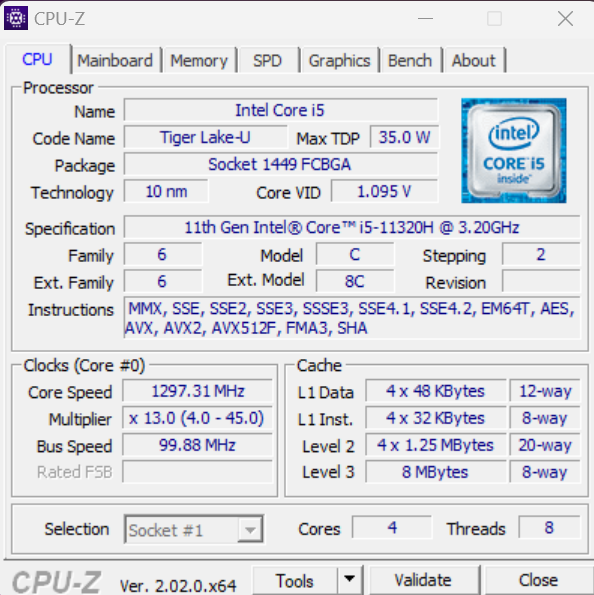 CPU-Z
CPU Mainboard Memory SPD Graphics Bench About
Processor
Name Intel Core i5
Code Name Tiger Lake-U Max TDP 35.0 W
Package Socket 1449 FCBGA
Technology 10 nm Core VID 1.095 V
intel
CORE i5
inside
Specification 11th Gen Intel® Core™ i5-11320H @ 3.20GHz
Family 6 Model C Stepping 2
Ext. Family 6 Ext. Model 8C Revision
Instructions MMX, SSE, SSE2, SSE3, SSSE3, SSE4.1, SSE4.2, EM64T, AES,
AVX, AVX2, AVX512F, FMA3, SHA
Clocks (Core #0)
Core Speed 1297.31 MHz
Multiplier x 13.0 (4.0 - 45.0)
Bus Speed 99.88 MHz
Rated FSB
Cache
L1 Data 4 x 48 KBytes 12-way
L1 Inst. 4 x 32 KBytes 8-way
Level 2 4 x 1.25 MBytes 20-way
Level 3 8 MBytes 8-way
Selection Socket #1 Cores 4 Threads 8
CPU-Z Ver. 2.02.0.x64 Tools Validate Close